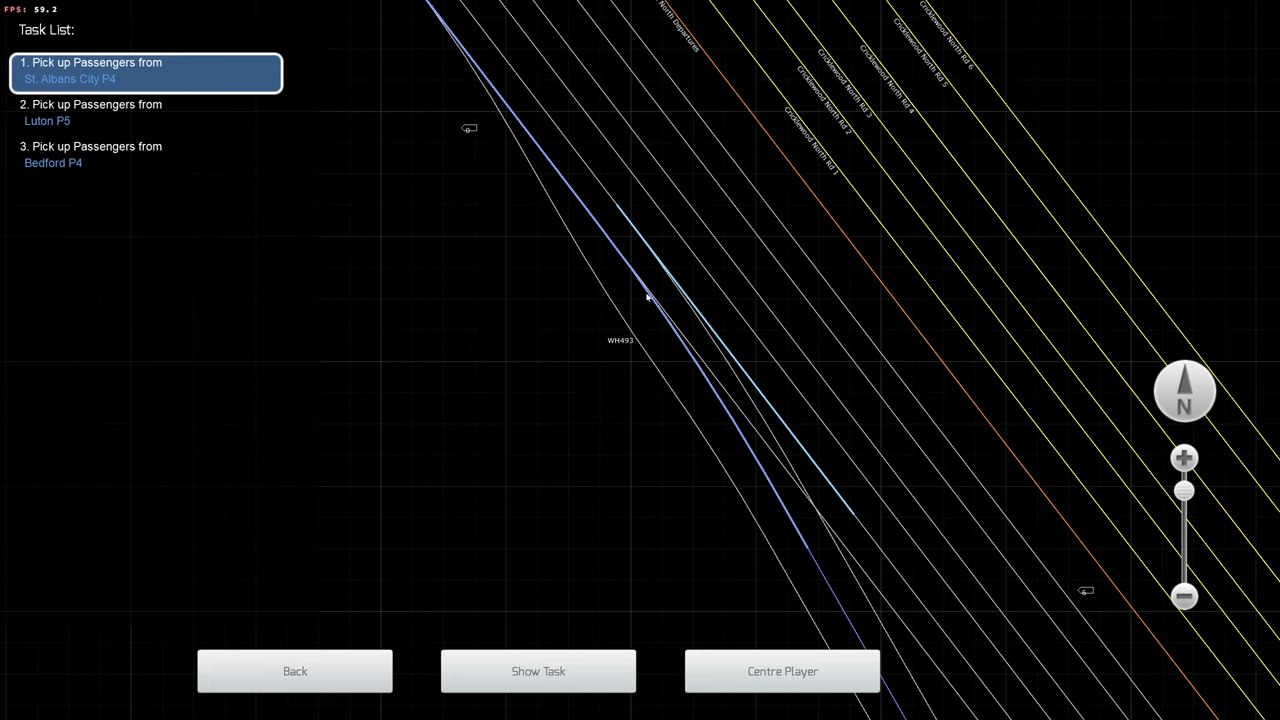 FPS: 59.2
Task List:
1. Pick up Passengers from
St. Albans City P4
2. Pick up Passengers from
Luton P5
3. Pick up Passengers from
Bedford P4
North Departures
Cricklewood North Rd 1
Cricklewood North Rd 2
Cricklewood North Rd 3
Cricklewood North Rd 4
Cricklewood North Rd 5
Cricklewood North Rd 6
WH493
N
Back
Show Task
Centre Player